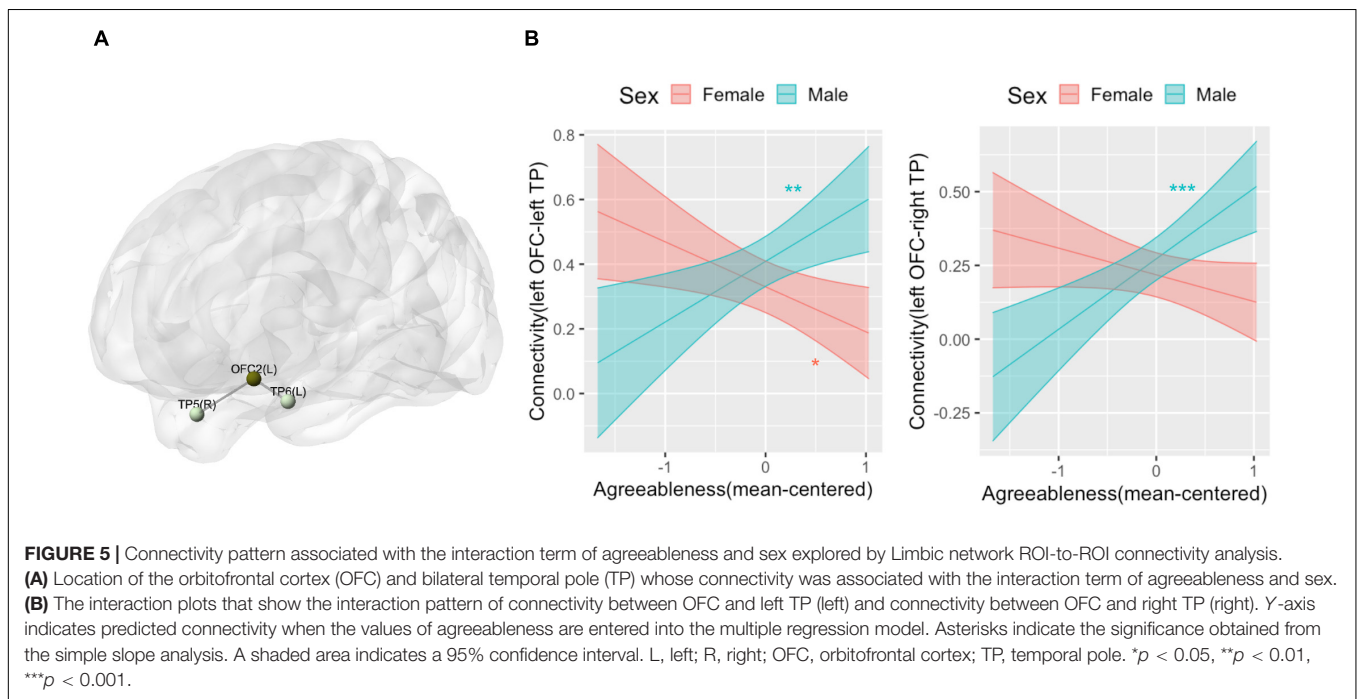 A
B
Sex Female Male
Connectivity(left OFC-left TP)
0.8
0.6
0.4
0.2
0.0
**
*
-1 0 1
Agreeableness(mean-centered)
Sex Female Male
Connectivity(left OFC-right TP)
0.50
0.25
0.00
-0.25
***
-1 0 1
Agreeableness(mean-centered)
OFC2(L)
TP5(R)
TP6(L)
FIGURE 5 | Connectivity pattern associated with the interaction term of agreeableness and sex explored by Limbic network ROI-to-ROI connectivity analysis.
(A) Location of the orbitofrontal cortex (OFC) and bilateral temporal pole (TP) whose connectivity was associated with the interaction term of agreeableness and sex.
(B) The interaction plots that show the interaction pattern of connectivity between OFC and left TP (left) and connectivity between OFC and right TP (right). Y-axis
indicates predicted connectivity when the values of agreeableness are entered into the multiple regression model. Asterisks indicate the significance obtained from
the simple slope analysis. A shaded area indicates a 95% confidence interval. L, left; R, right; OFC, orbitofrontal cortex; TP, temporal pole. *p < 0.05, **p < 0.01,
***p < 0.001.